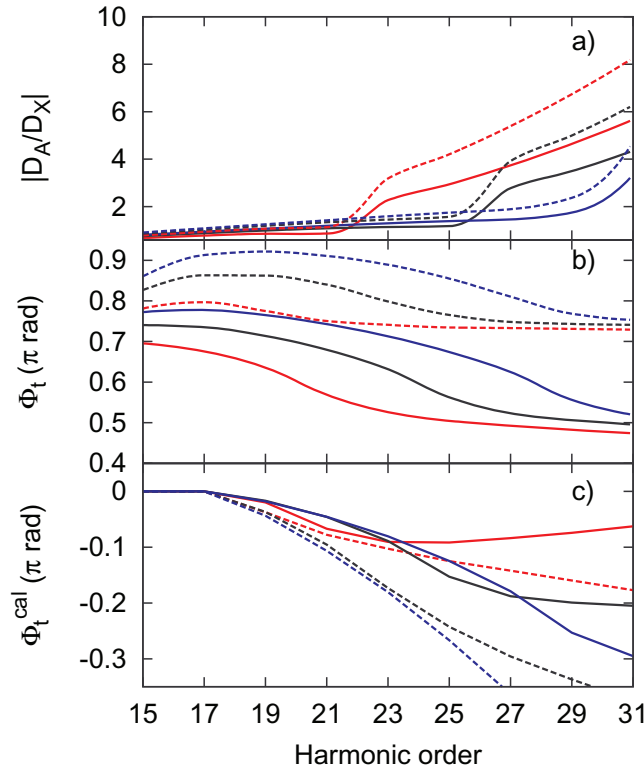 a)
10
8
6
4
2
|D_A/D_X|
b)
0.9
0.8
0.7
0.6
0.5
0.4
Φ_t (π rad)
c)
0
-0.1
-0.2
-0.3
Φ_t^cal (π rad)
15 17 19 21 23 25 27 29 31
Harmonic order